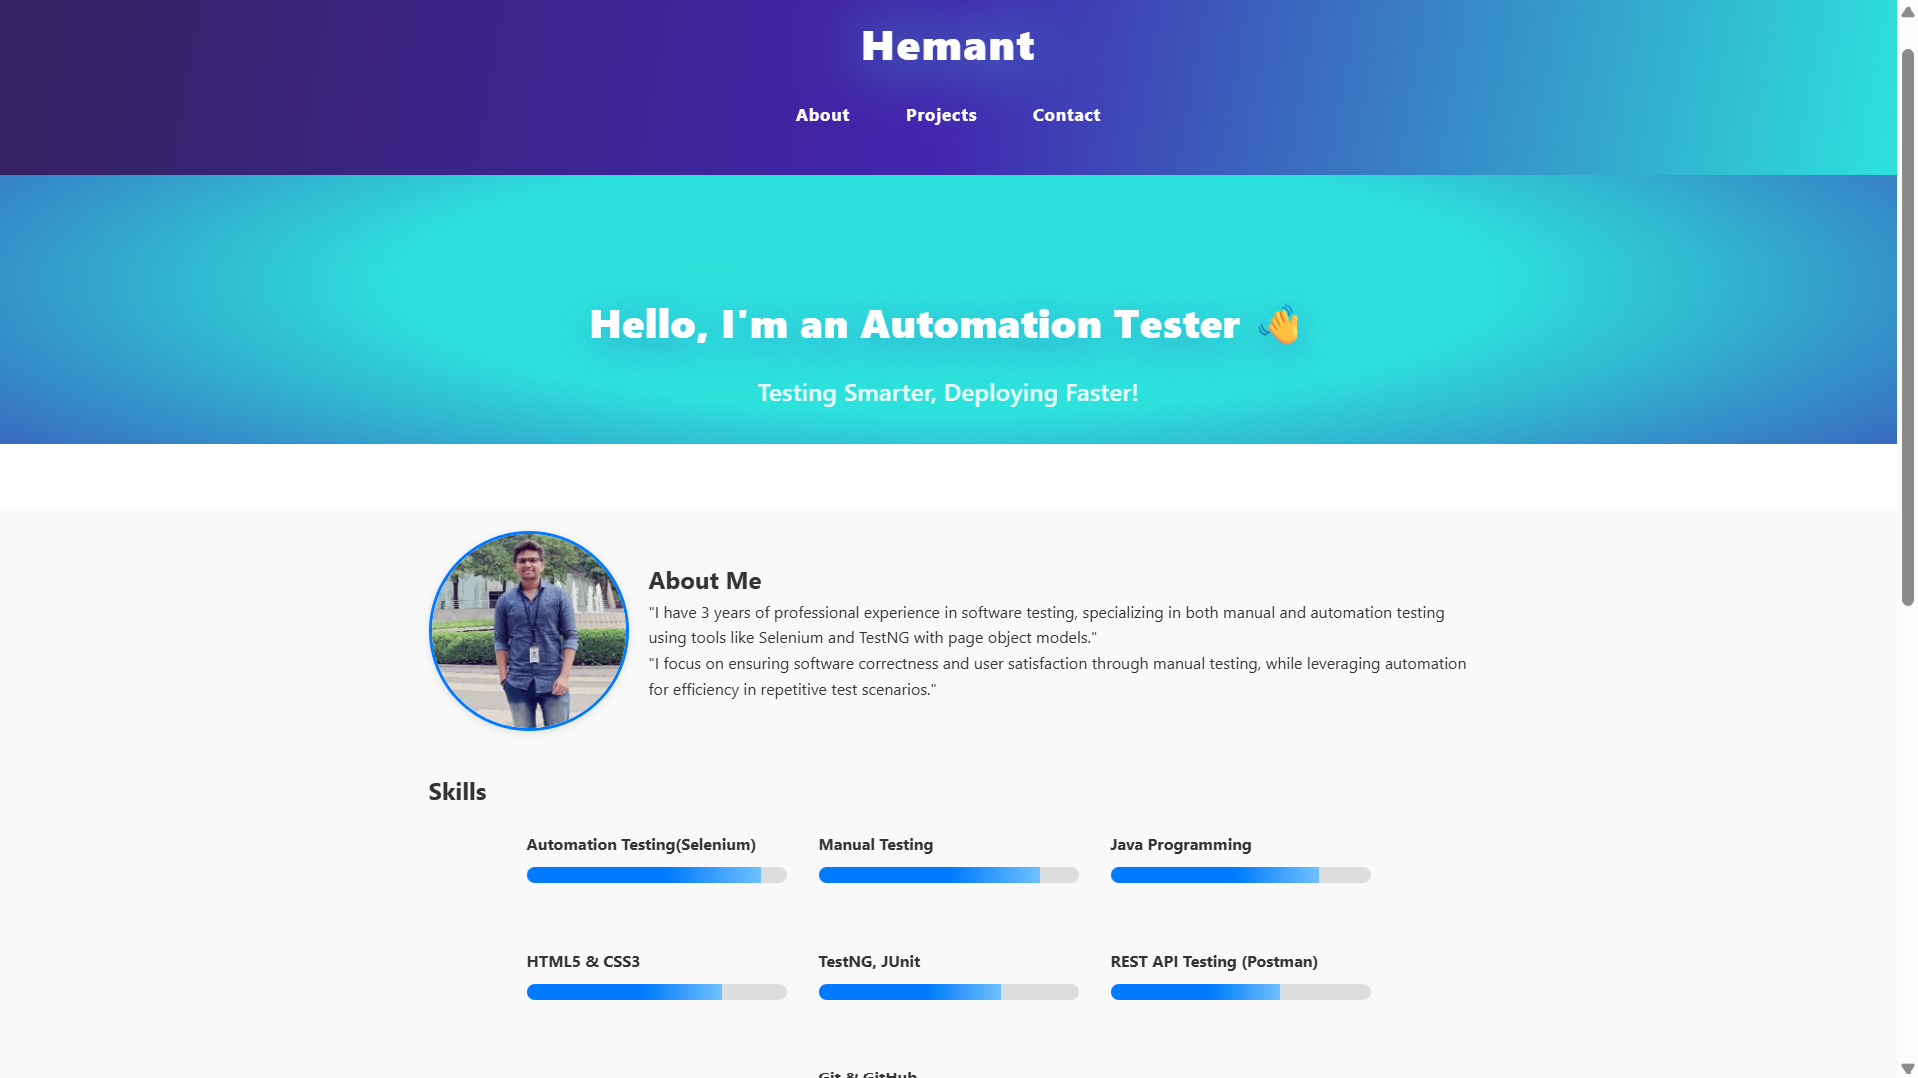 Hemant
About Projects Contact
Hello, I'm an Automation Tester 👋
Testing Smarter, Deploying Faster!
About Me
"I have 3 years of professional experience in software testing, specializing in both manual and automation testing
using tools like Selenium and TestNG with page object models."
"I focus on ensuring software correctness and user satisfaction through manual testing, while leveraging automation
for efficiency in repetitive test scenarios."
Skills
Automation Testing(Selenium) Manual Testing Java Programming
HTML5 & CSS3 TestNG, JUnit REST API Testing (Postman)
Git & GitHub